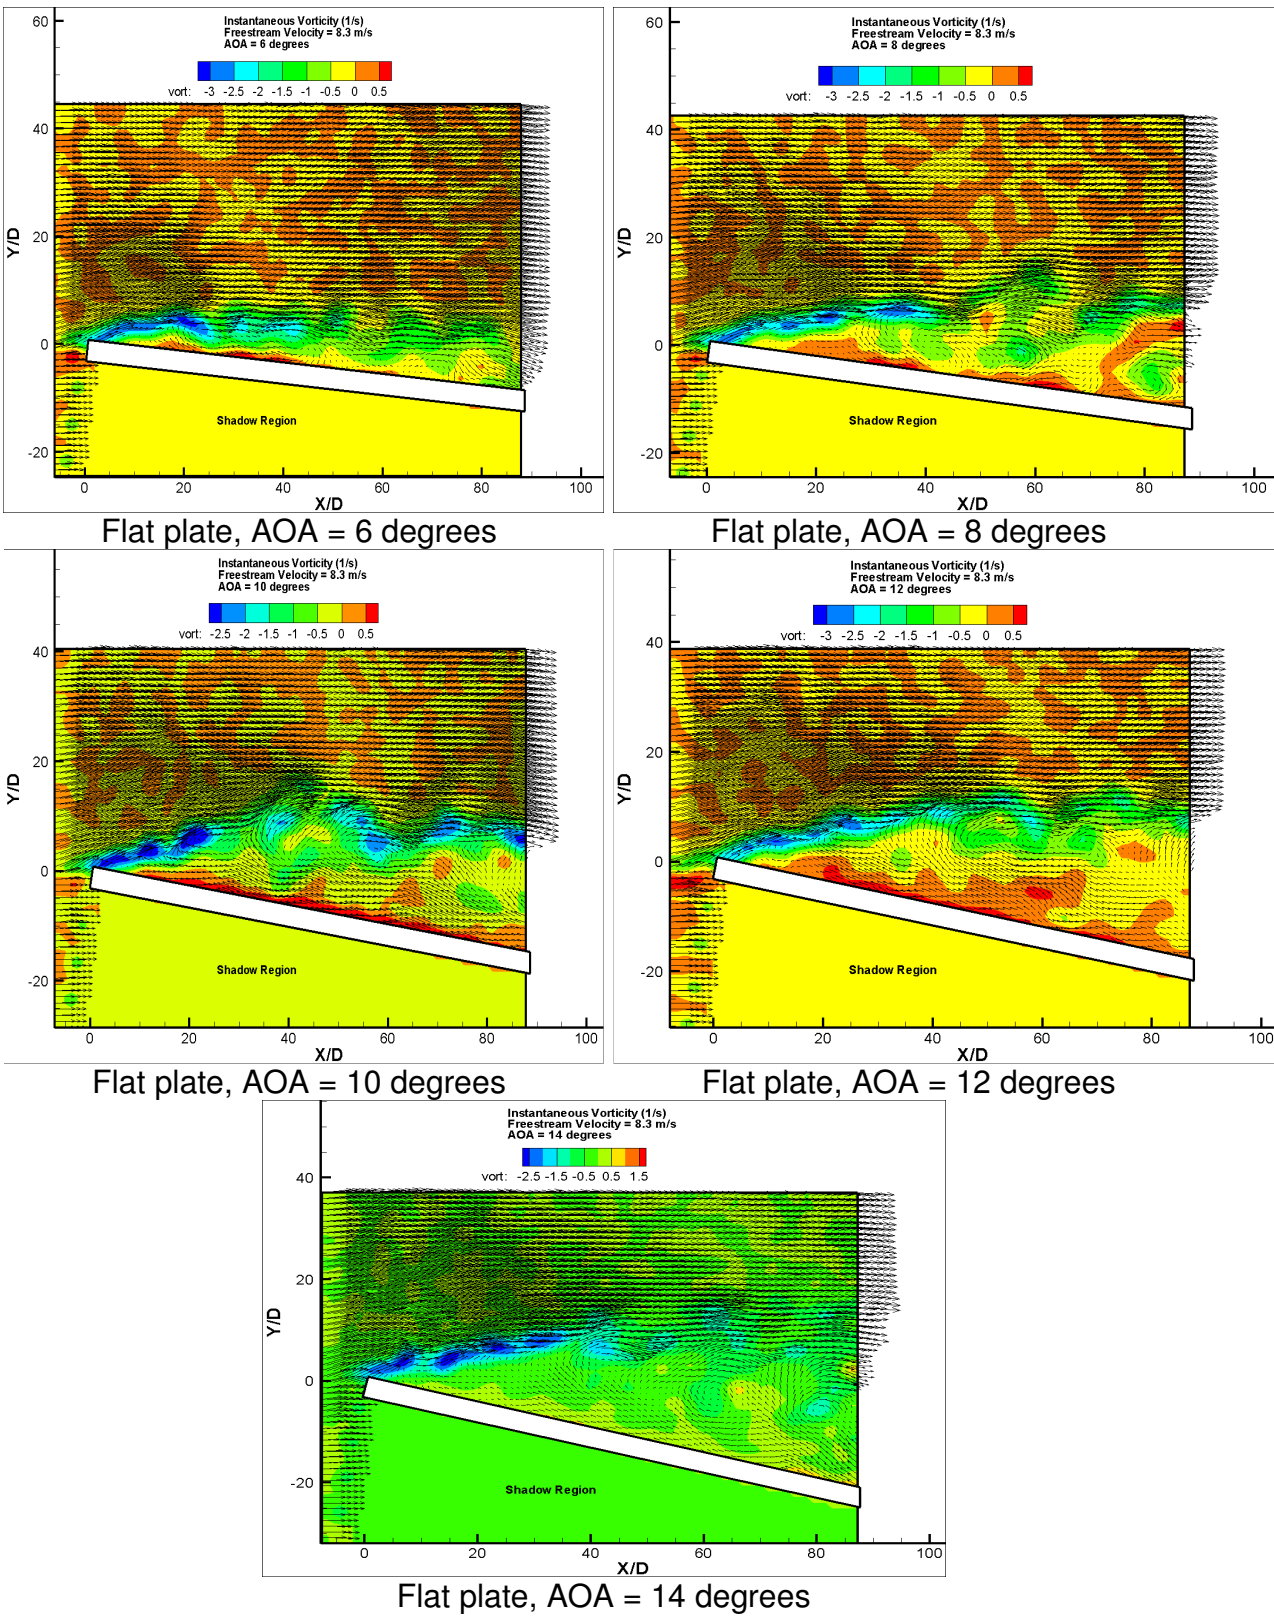 Instantaneous Vorticity (1/s)
Freestream Velocity = 8.3 m/s
AOA = 6 degrees
vort: -3 -2.5 -2 -1.5 -1 -0.5 0 0.5
60
40
20
0
-20
Y/D
Shadow Region
0 20 40 60 80 100
X/D
Flat plate, AOA = 6 degrees
Instantaneous Vorticity (1/s)
Freestream Velocity = 8.3 m/s
AOA = 8 degrees
vort: -3 -2.5 -2 -1.5 -1 -0.5 0 0.5
60
40
20
0
-20
Y/D
Shadow Region
0 20 40 60 80 100
X/D
Flat plate, AOA = 8 degrees
Instantaneous Vorticity (1/s)
Freestream Velocity = 8.3 m/s
AOA = 10 degrees
vort: -2.5 -2 -1.5 -1 -0.5 0 0.5
40
20
0
-20
Y/D
Shadow Region
0 20 40 60 80 100
X/D
Flat plate, AOA = 10 degrees
Instantaneous Vorticity (1/s)
Freestream Velocity = 8.3 m/s
AOA = 12 degrees
vort: -3 -2.5 -2 -1.5 -1 -0.5 0 0.5
40
20
0
-20
Y/D
Shadow Region
0 20 40 60 80 100
X/D
Flat plate, AOA = 12 degrees
Instantaneous Vorticity (1/s)
Freestream Velocity = 8.3 m/s
AOA = 14 degrees
vort: -2.5 -1.5 -0.5 0.5 1.5
40
20
0
-20
Y/D
Shadow Region
0 20 40 60 80 100
X/D
Flat plate, AOA = 14 degrees